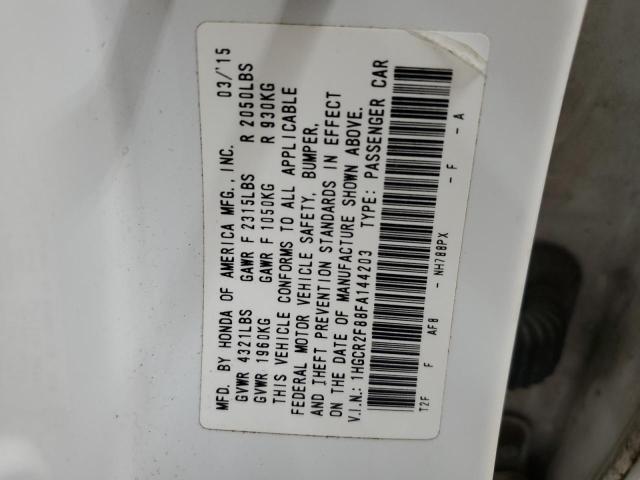 MFD. BY HONDA OF AMERICA MFG., INC. 03/'15
GVWR 4321LBS GAWR F 2315LBS R 2050LBS
GVWR 1960KG GAWR F 1050KG R 930KG
THIS VEHICLE CONFORMS TO ALL APPLICABLE
FEDERAL MOTOR VEHICLE SAFETY, BUMPER,
AND THEFT PREVENTION STANDARDS IN EFFECT
ON THE DATE OF MANUFACTURE SHOWN ABOVE.
V.I.N.: 1HGCR2F88FA144203 TYPE: PASSENGER CAR
T2F F AF8 - NH788PX - F - A